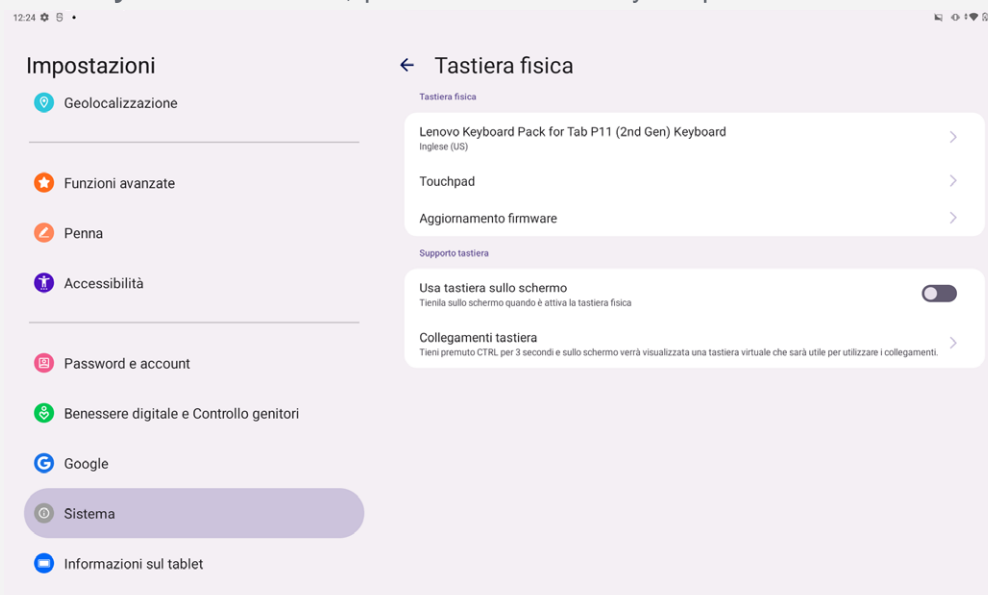 12:24
Impostazioni
Geolocalizzazione
Funzioni avanzate
Penna
Accessibilità
Password e account
Benessere digitale e Controllo genitori
Google
Sistema
Informazioni sul tablet
Tastiera fisica
Tastiera fisica
Lenovo Keyboard Pack for Tab P11 (2nd Gen) Keyboard
Inglese (US)
Touchpad
Aggiornamento firmware
Supporto tastiera
Usa tastiera sullo schermo
Tienila sullo schermo quando è attiva la tastiera fisica
Collegamenti tastiera
Tieni premuto CTRL per 3 secondi e sullo schermo verrà visualizzata una tastiera virtuale che sarà utile per utilizzare i collegamenti.